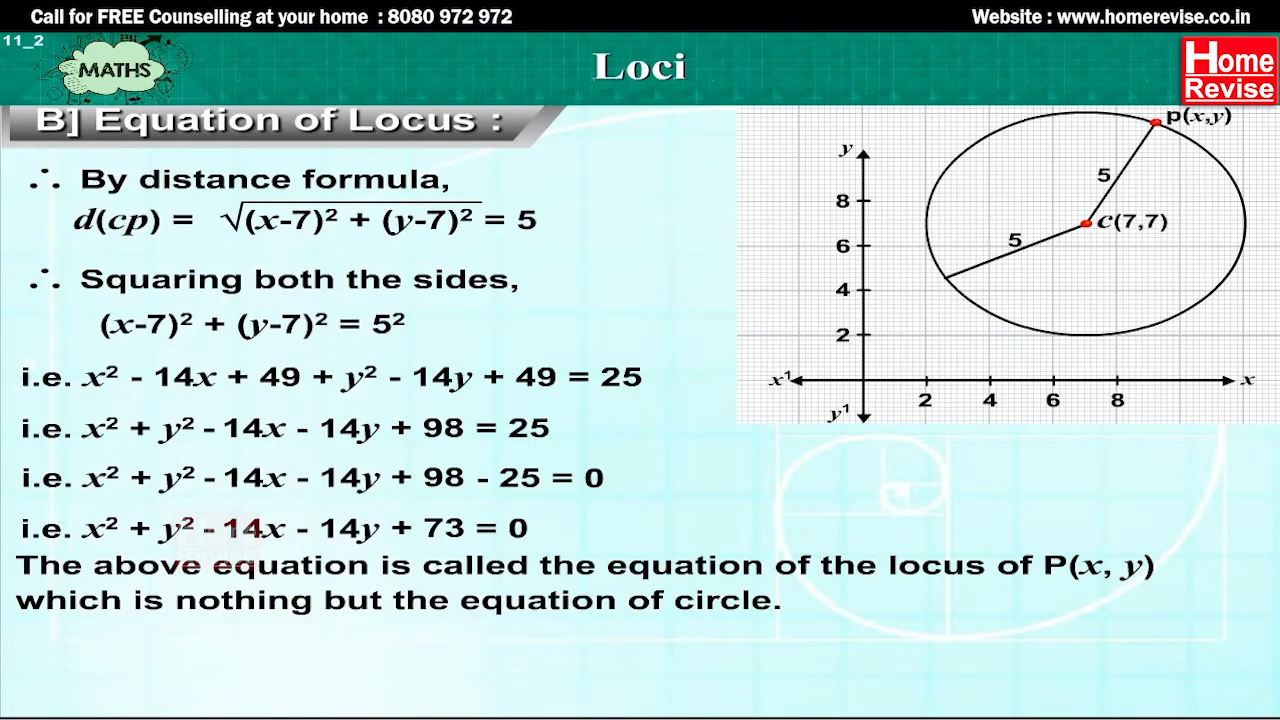 Call for FREE Counselling at your home : 8080 972 972
Website : www.homerevise.co.in
11_2
MATHS
Loci
Home
Revise
B] Equation of Locus :
∴ By distance formula,
d(cp) = √(x-7)² + (y-7)² = 5
∴ Squaring both the sides,
(x-7)² + (y-7)² = 5²
i.e. x² - 14x + 49 + y² - 14y + 49 = 25
i.e. x² + y² - 14x - 14y + 98 = 25
i.e. x² + y² - 14x - 14y + 98 - 25 = 0
i.e. x² + y² - 14x - 14y + 73 = 0
The above equation is called the equation of the locus of P(x, y)
which is nothing but the equation of circle.
p(x,y)
y
5
8
c(7,7)
5
6
4
2
x¹ x
2 4 6 8
y¹